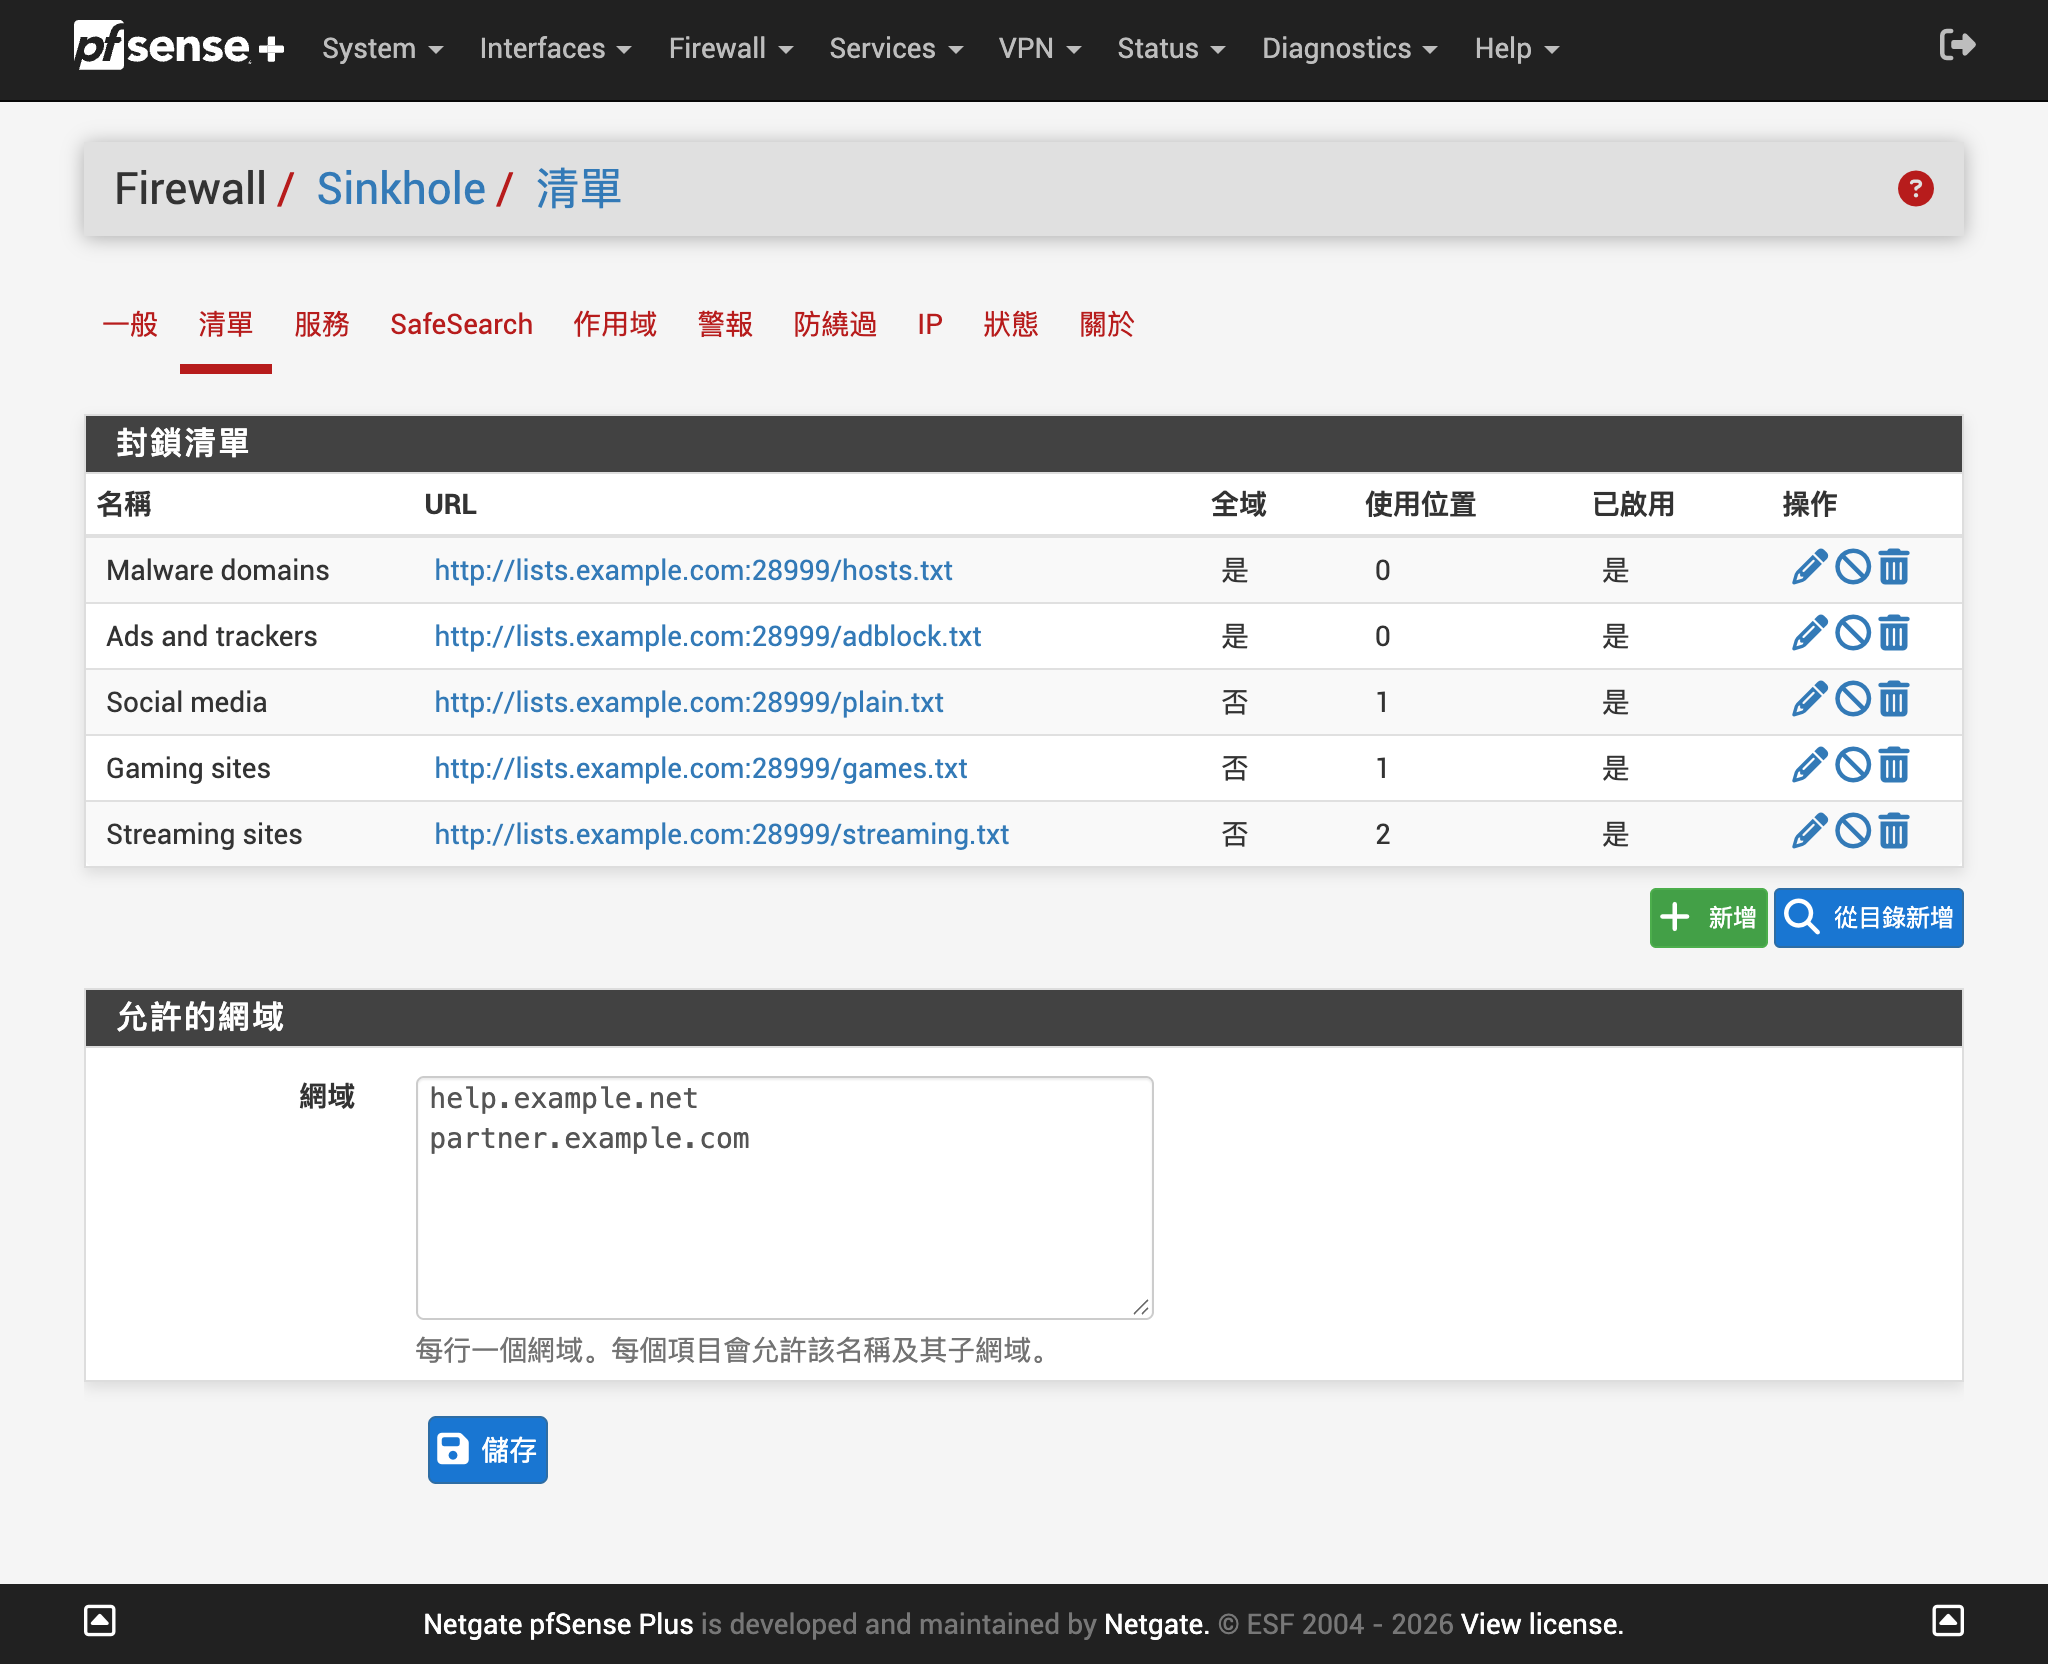 pfsense+ System Interfaces Firewall Services VPN Status Diagnostics Help
Firewall / Sinkhole / 清單
一般 清單 服務 SafeSearch 作用域 警報 防繞過 IP 狀態 關於
封鎖清單
名稱 URL 全域 使用位置 已啟用 操作
Malware domains http://lists.example.com:28999/hosts.txt 是 0 是
Ads and trackers http://lists.example.com:28999/adblock.txt 是 0 是
Social media http://lists.example.com:28999/plain.txt 否 1 是
Gaming sites http://lists.example.com:28999/games.txt 否 1 是
Streaming sites http://lists.example.com:28999/streaming.txt 否 2 是
新增 從目錄新增
允許的網域
網域 help.example.net
partner.example.com
每行一個網域。每個項目會允許該名稱及其子網域。
儲存
Netgate pfSense Plus is developed and maintained by Netgate. © ESF 2004 - 2026 View license.